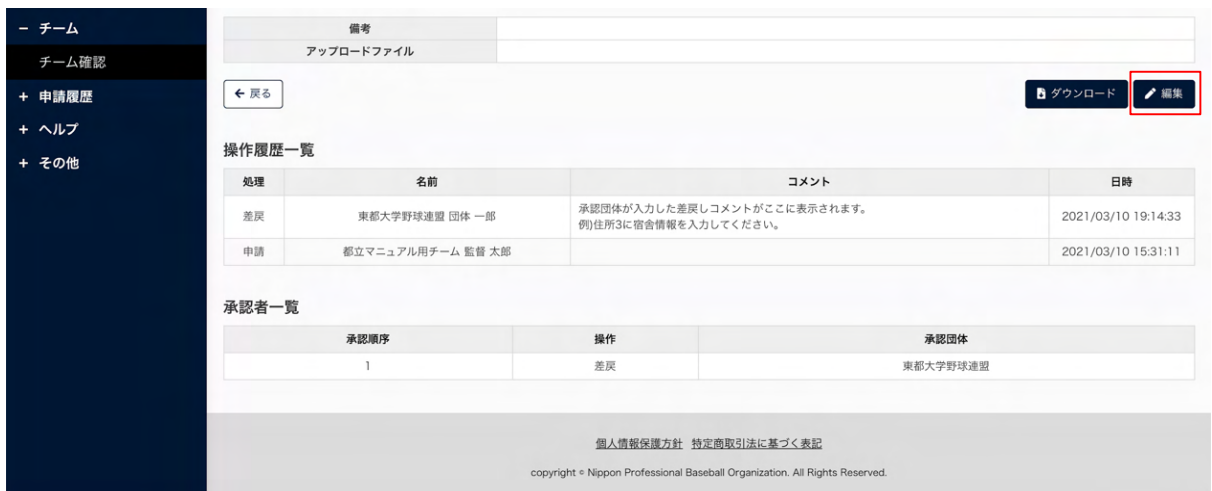 − チーム
チーム確認
+ 申請履歴
+ ヘルプ
+ その他
備考
アップロードファイル
戻る
ダウンロード
編集
操作履歴一覧
処理 名前 コメント 日時
差戻 東都大学野球連盟 団体 一郎 承認団体が入力した差戻しコメントがここに表示されます。 2021/03/10 19:14:33
例)住所3に宿舎情報を入力してください。
申請 都立マニュアル用チーム 監督 太郎 2021/03/10 15:31:11
承認者一覧
承認順序 操作 承認団体
1 差戻 東都大学野球連盟
個人情報保護方針 特定商取引法に基づく表記
copyright © Nippon Professional Baseball Organization. All Rights Reserved.